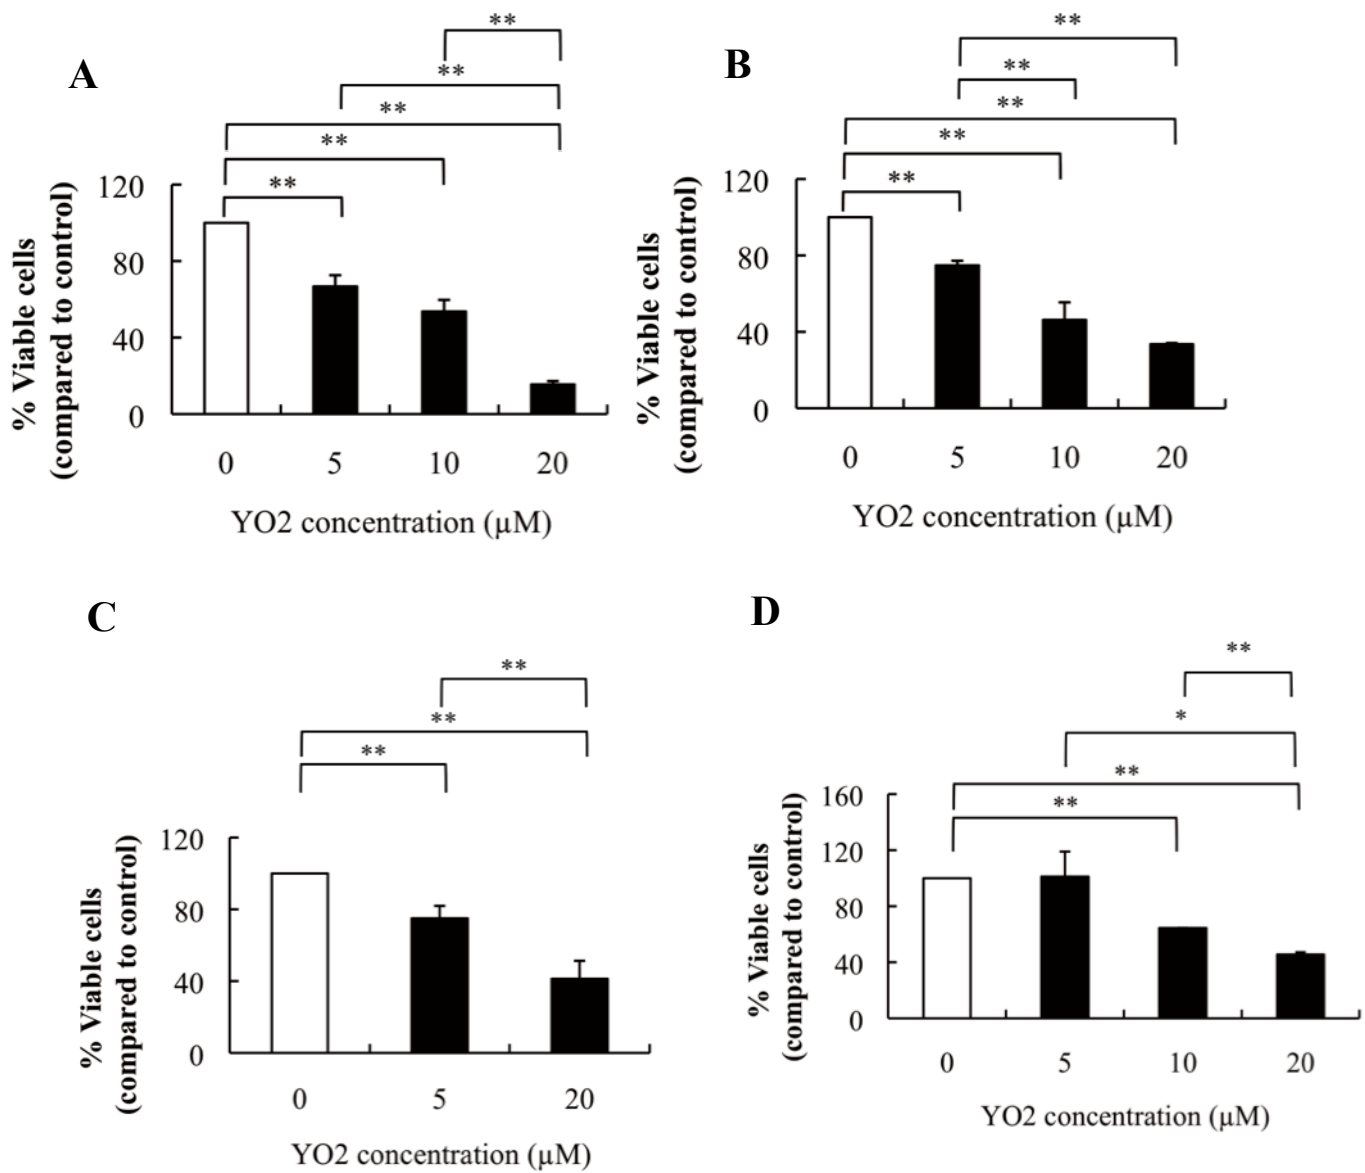 A
**
**
**
**
**
120
80
40
0
% Viable cells
(compared to control)
0 5 10 20
YO2 concentration (µM)
B
**
**
**
**
**
120
80
40
0
% Viable cells
(compared to control)
0 5 10 20
YO2 concentration (µM)
C
**
**
**
120
80
40
0
% Viable cells
(compared to control)
0 5 20
YO2 concentration (µM)
D
**
*
**
**
160
120
80
40
0
% Viable cells
(compared to control)
0 5 10 20
YO2 concentration (µM)